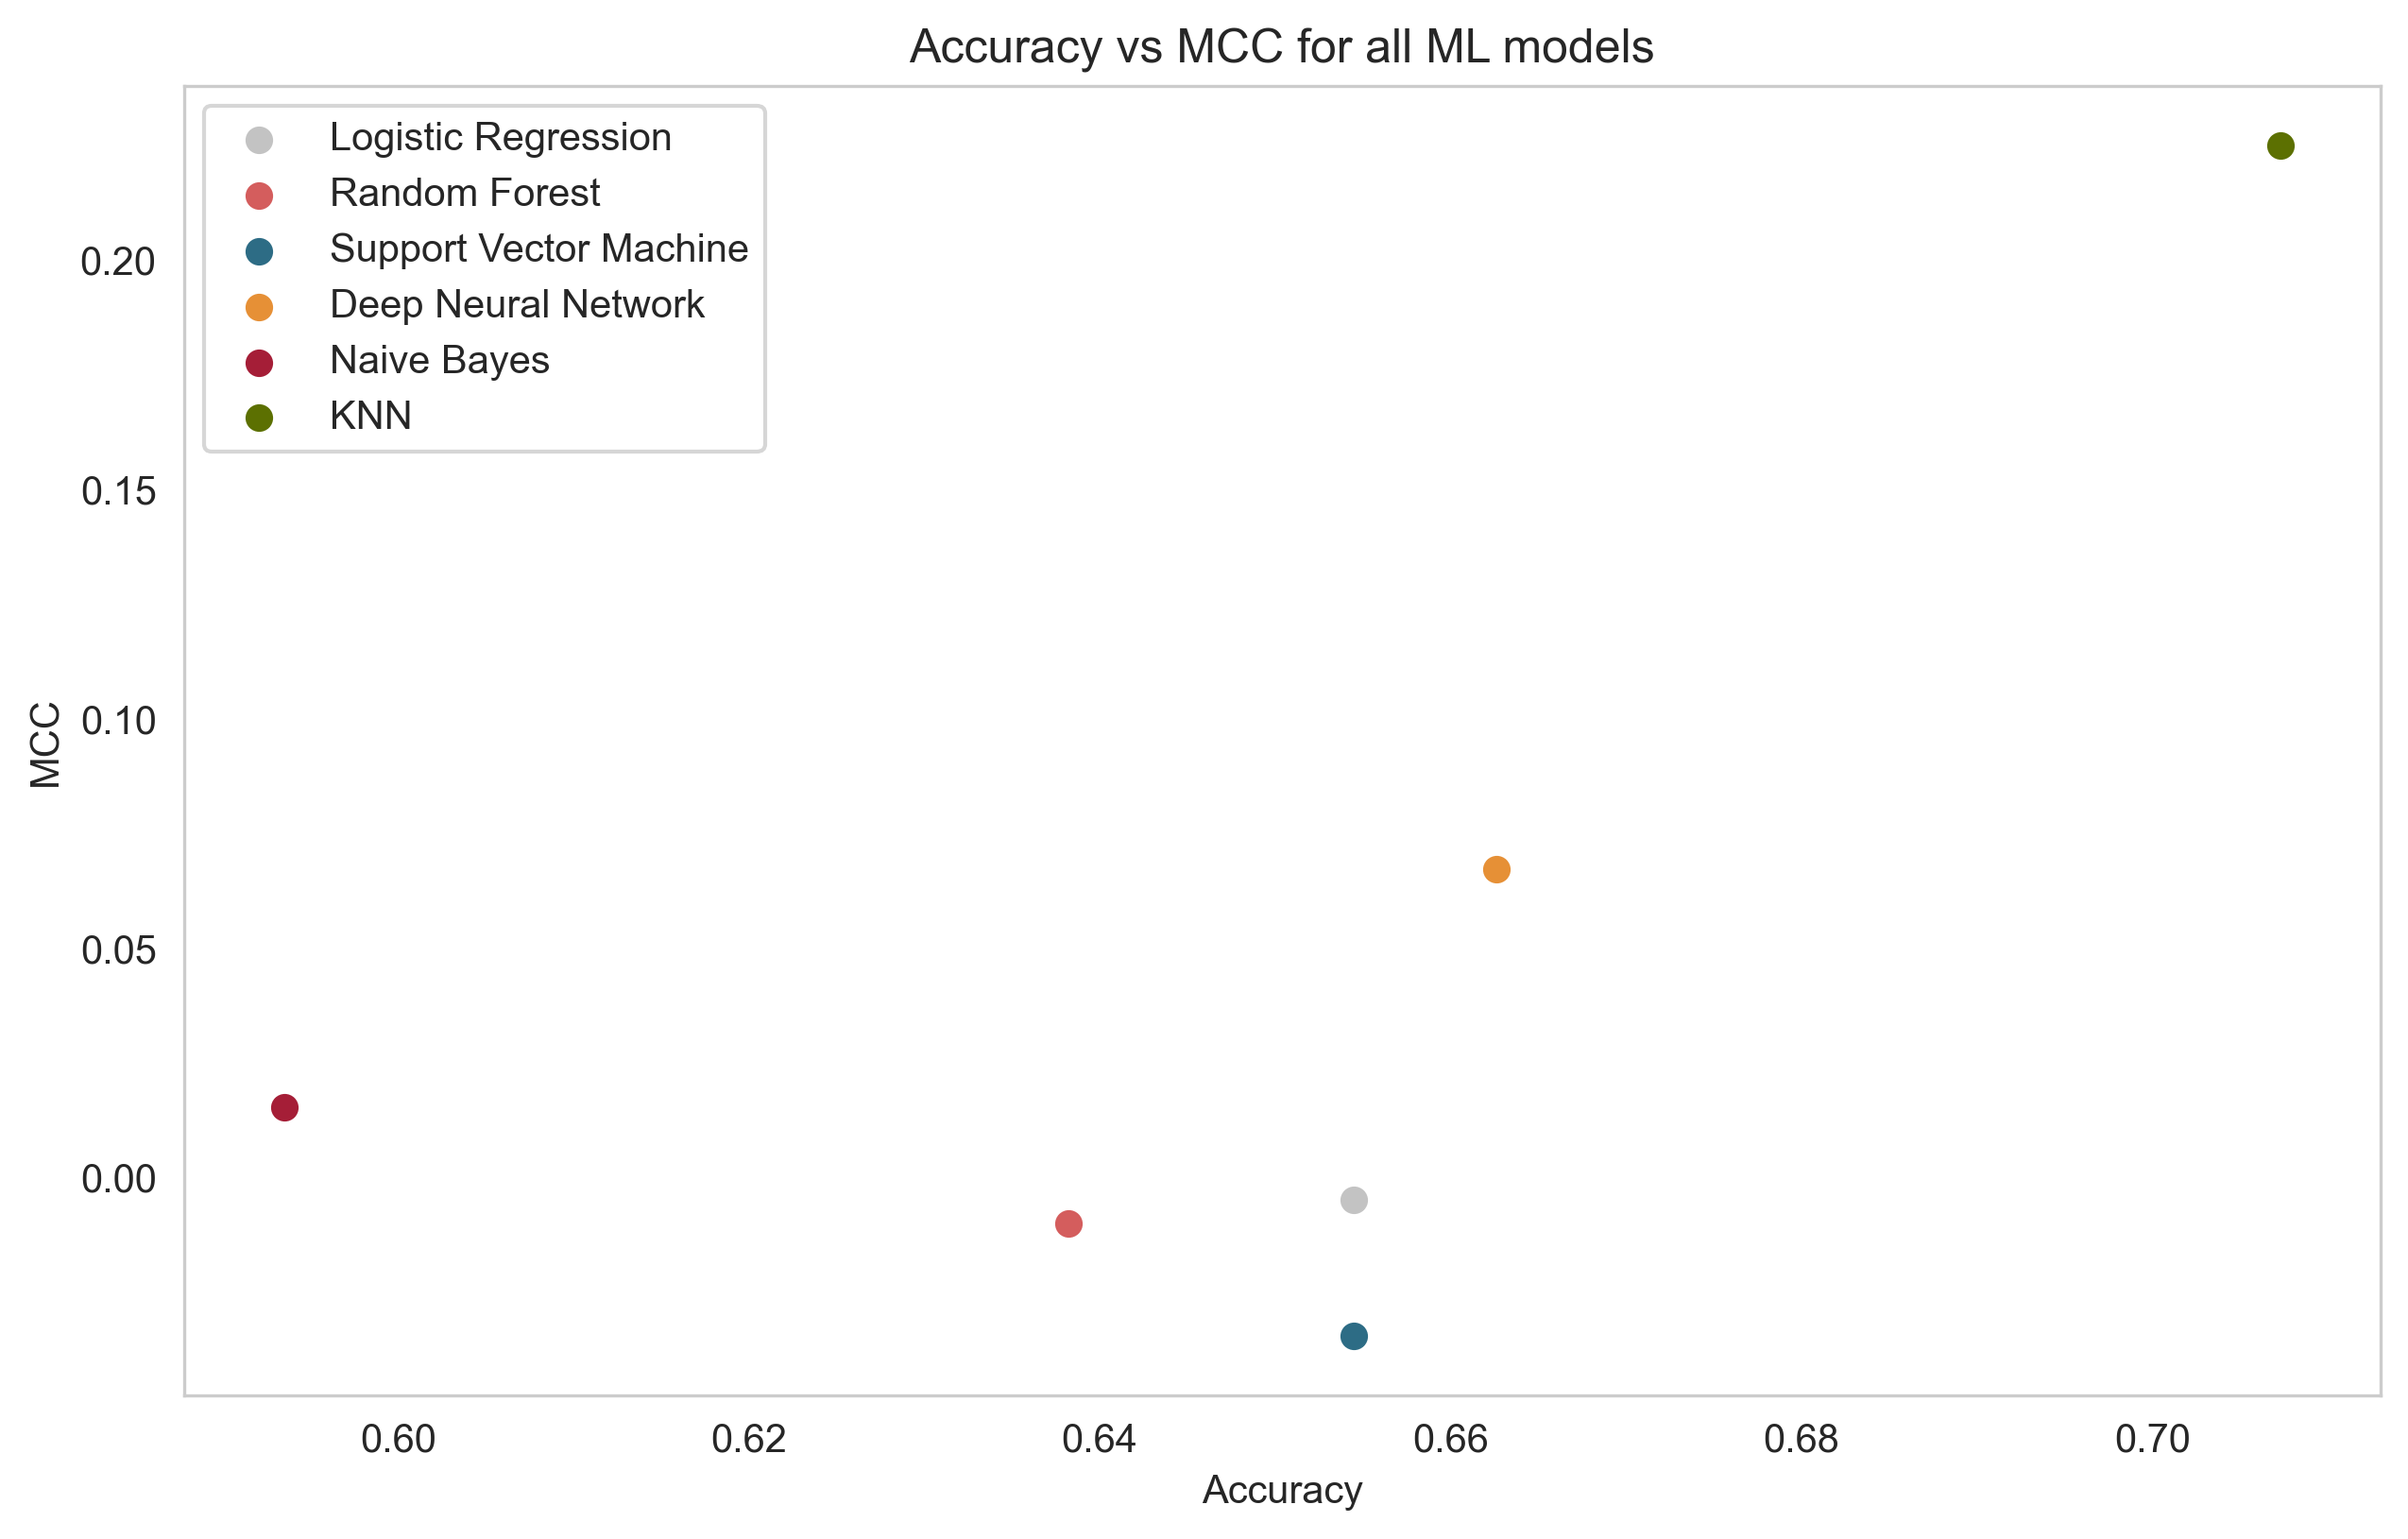 Accuracy vs MCC for all ML models
Logistic Regression
Random Forest
Support Vector Machine
Deep Neural Network
Naive Bayes
KNN
0.20
0.15
0.10
0.05
0.00
MCC
0.60 0.62 0.64 0.66 0.68 0.70
Accuracy